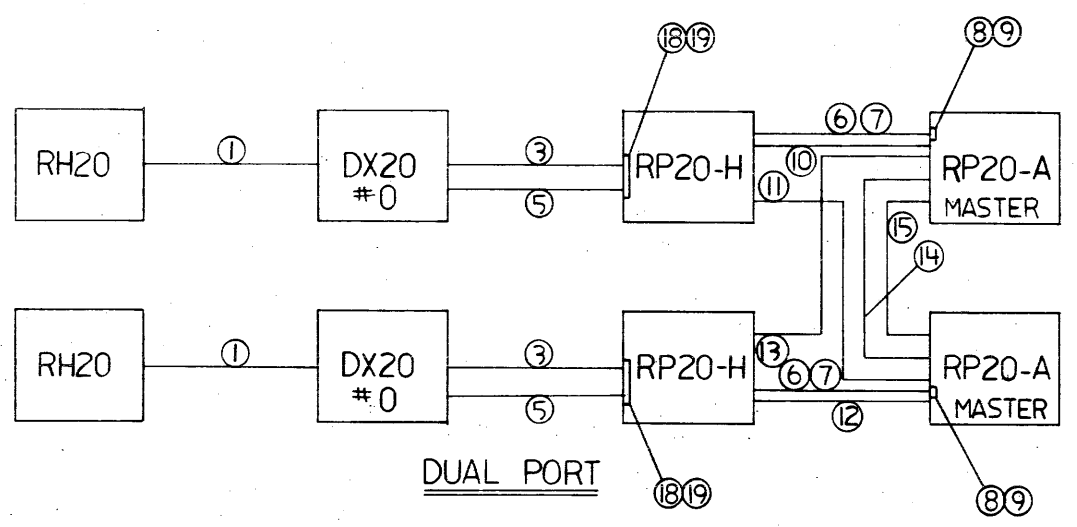 18 19
8 9
RH20
1
DX20
#0
3
5
RP20-H
6 7
10
11
RP20-A
MASTER
15
14
RH20
1
DX20
#0
3
5
RP20-H
13
6 7
12
RP20-A
MASTER
DUAL PORT
18 19
8 9